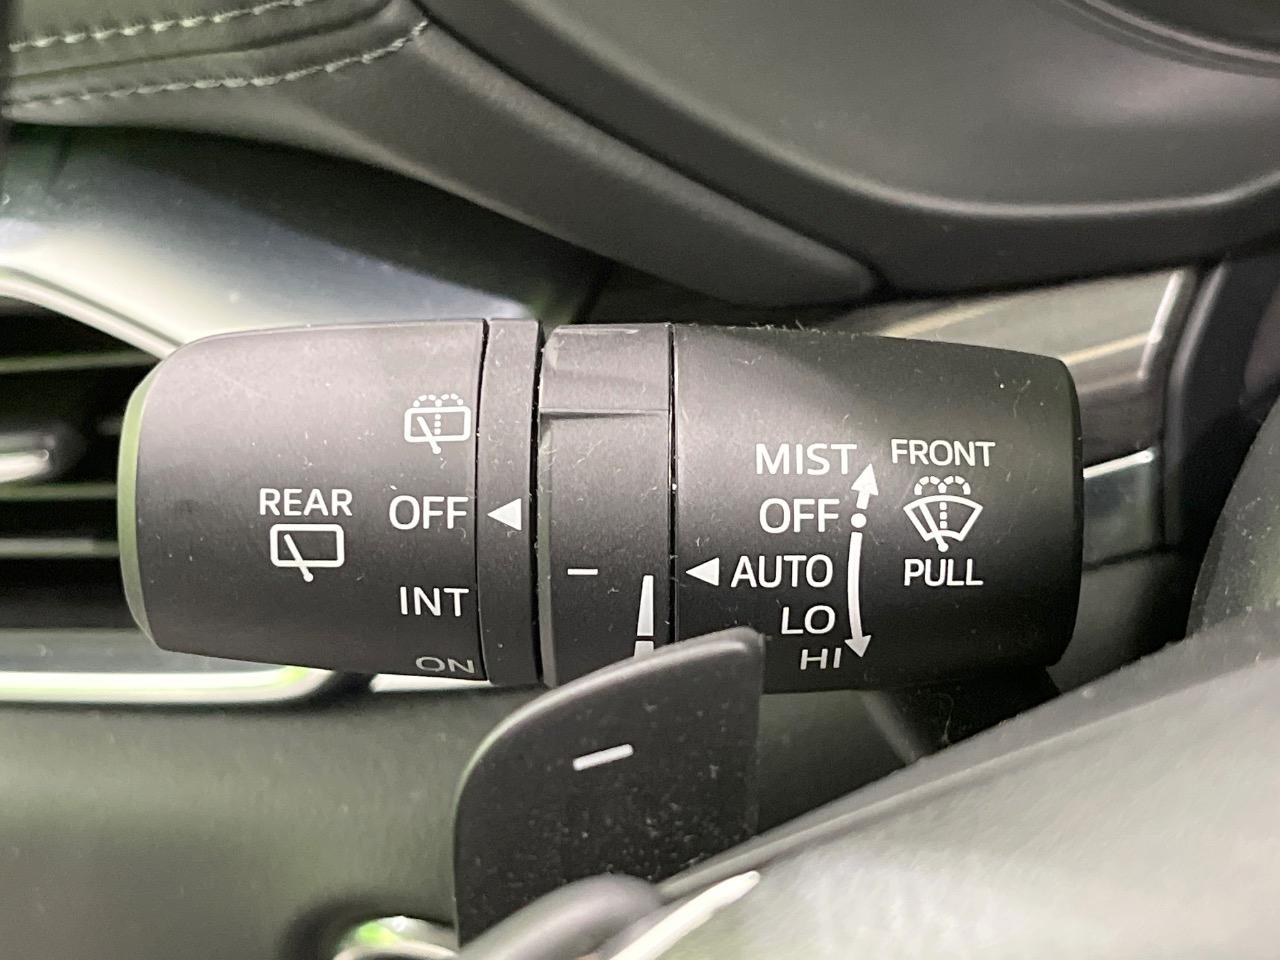 REAR
OFF
INT
ON
MIST
OFF
AUTO
LO
HI
FRONT
PULL